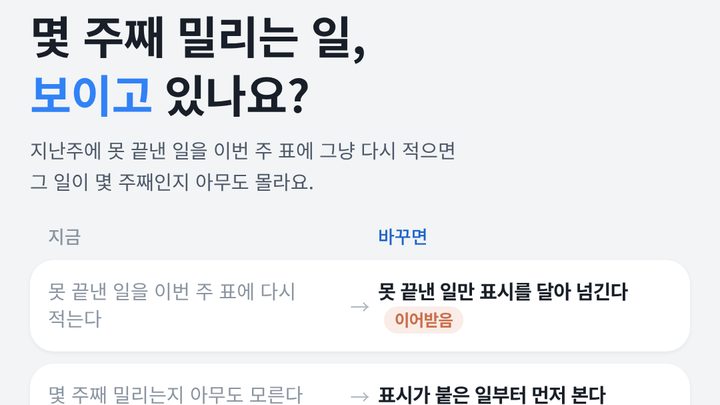 몇 주째 밀리는 일,
보이고 있나요?
지난주에 못 끝낸 일을 이번 주 표에 그냥 다시 적으면
그 일이 몇 주째인지 아무도 몰라요.
지금
바꾸면
못 끝낸 일을 이번 주 표에 다시
적는다
→
못 끝낸 일만 표시를 달아 넘긴다
이어받음
몇 주째 밀리는지 아무도 모른다
→
표시가 붙은 일부터 먼저 본다